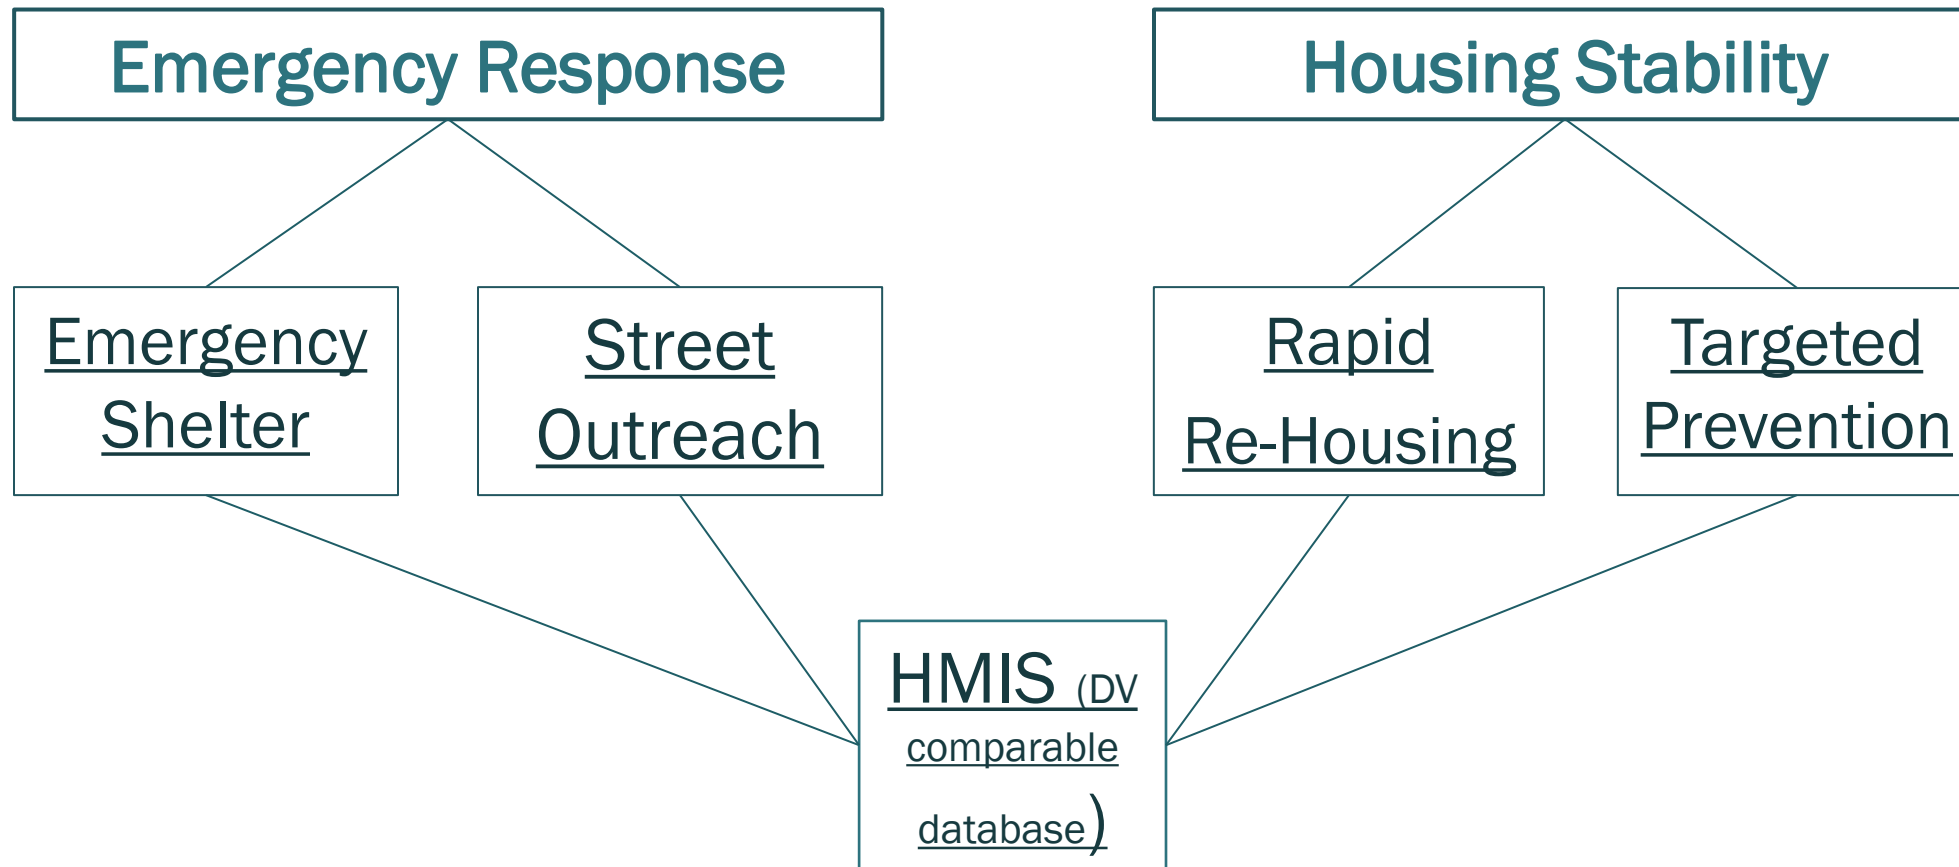 Emergency Response
Housing Stability
Emergency
Shelter
Street
Outreach
Rapid
Re-Housing
Targeted
Prevention
HMIS (DV
comparable
database)